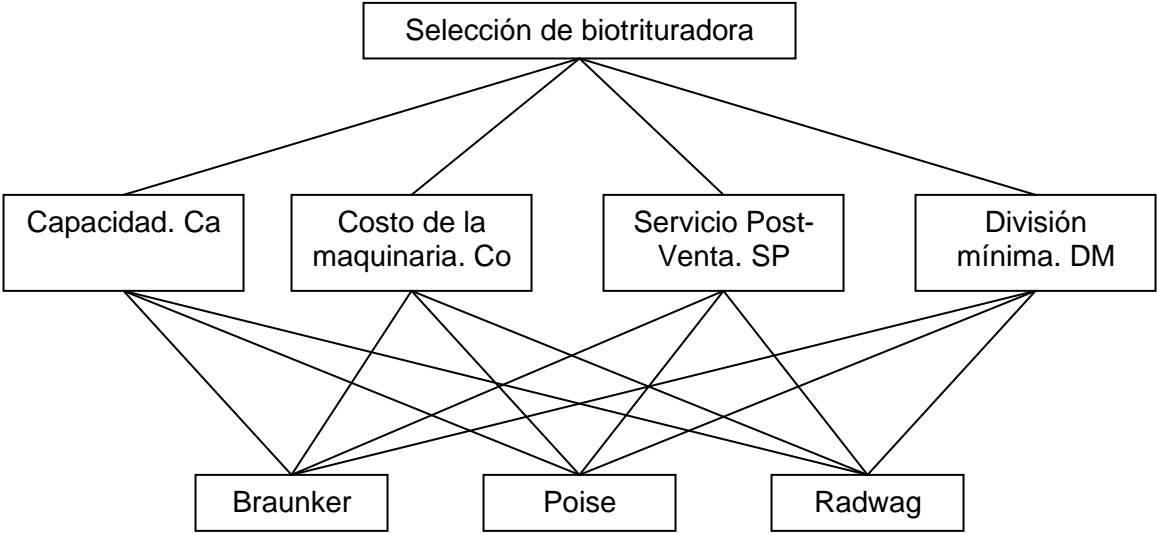 Selección de biotrituradora
Capacidad. Ca
Costo de la
maquinaria. Co
Servicio Post-
Venta. SP
División
mínima. DM
Braunker
Poise
Radwag